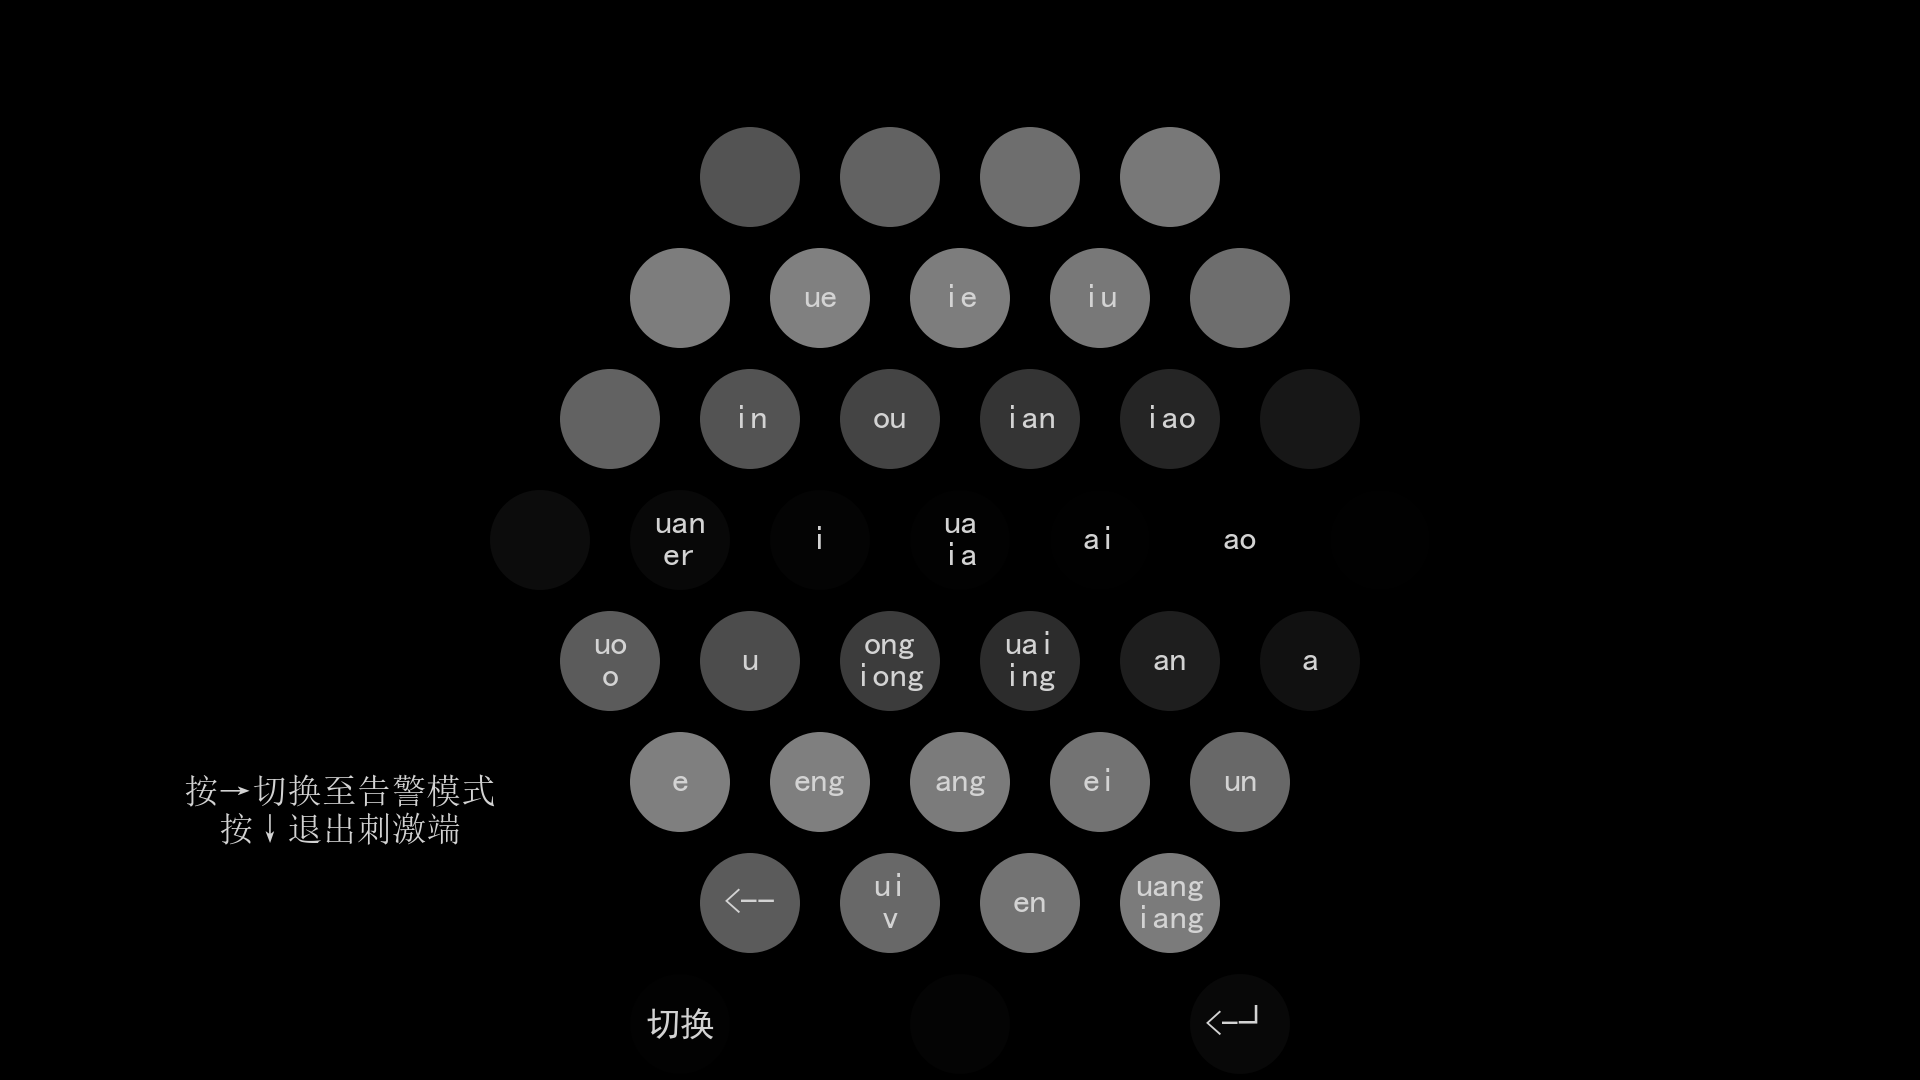 ue
ie
iu
in
ou
ian
iao
uan
er
i
ua
ia
ai
ao
uo
o
u
ong
iong
uai
ing
an
a
e
eng
ang
ei
un
按→切换至告警模式
按↓退出刺激端
<--
ui
v
en
uang
iang
切换
<-┘